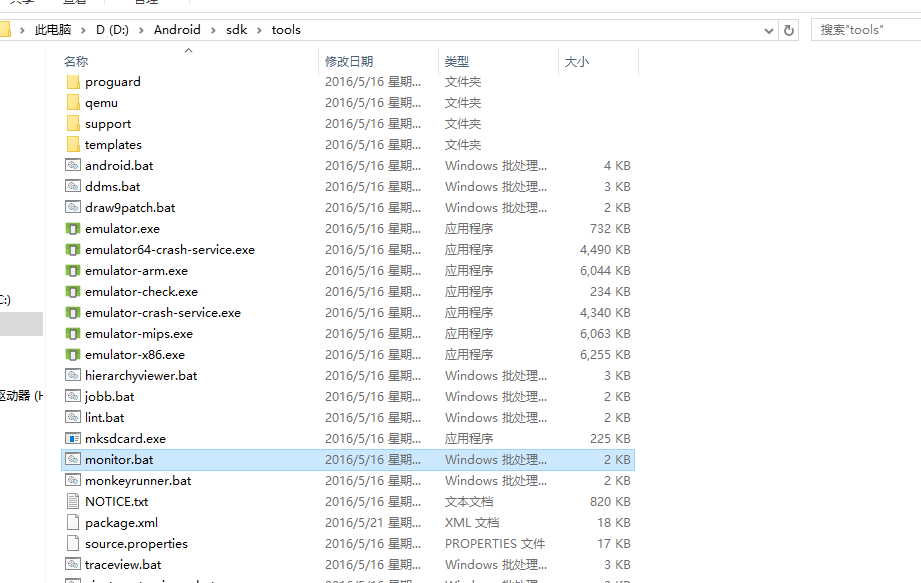 共享 查看 管理
此电脑 > D (D:) > Android > sdk > tools 搜索"tools"
名称 修改日期 类型 大小
proguard 2016/5/16 星期... 文件夹
qemu 2016/5/16 星期... 文件夹
support 2016/5/16 星期... 文件夹
templates 2016/5/16 星期... 文件夹
android.bat 2016/5/16 星期... Windows 批处理... 4 KB
ddms.bat 2016/5/16 星期... Windows 批处理... 3 KB
draw9patch.bat 2016/5/16 星期... Windows 批处理... 2 KB
emulator.exe 2016/5/16 星期... 应用程序 732 KB
emulator64-crash-service.exe 2016/5/16 星期... 应用程序 4,490 KB
emulator-arm.exe 2016/5/16 星期... 应用程序 6,044 KB
emulator-check.exe 2016/5/16 星期... 应用程序 234 KB
C:)
emulator-crash-service.exe 2016/5/16 星期... 应用程序 4,340 KB
emulator-mips.exe 2016/5/16 星期... 应用程序 6,063 KB
emulator-x86.exe 2016/5/16 星期... 应用程序 6,255 KB
hierarchyviewer.bat 2016/5/16 星期... Windows 批处理... 3 KB
区动器 (H
jobb.bat 2016/5/16 星期... Windows 批处理... 2 KB
lint.bat 2016/5/16 星期... Windows 批处理... 2 KB
mksdcard.exe 2016/5/16 星期... 应用程序 225 KB
monitor.bat 2016/5/16 星期... Windows 批处理... 2 KB
monkeyrunner.bat 2016/5/16 星期... Windows 批处理... 2 KB
NOTICE.txt 2016/5/16 星期... 文本文档 820 KB
package.xml 2016/5/21 星期... XML 文档 18 KB
source.properties 2016/5/16 星期... PROPERTIES 文件 17 KB
traceview.bat 2016/5/16 星期... Windows 批处理... 3 KB